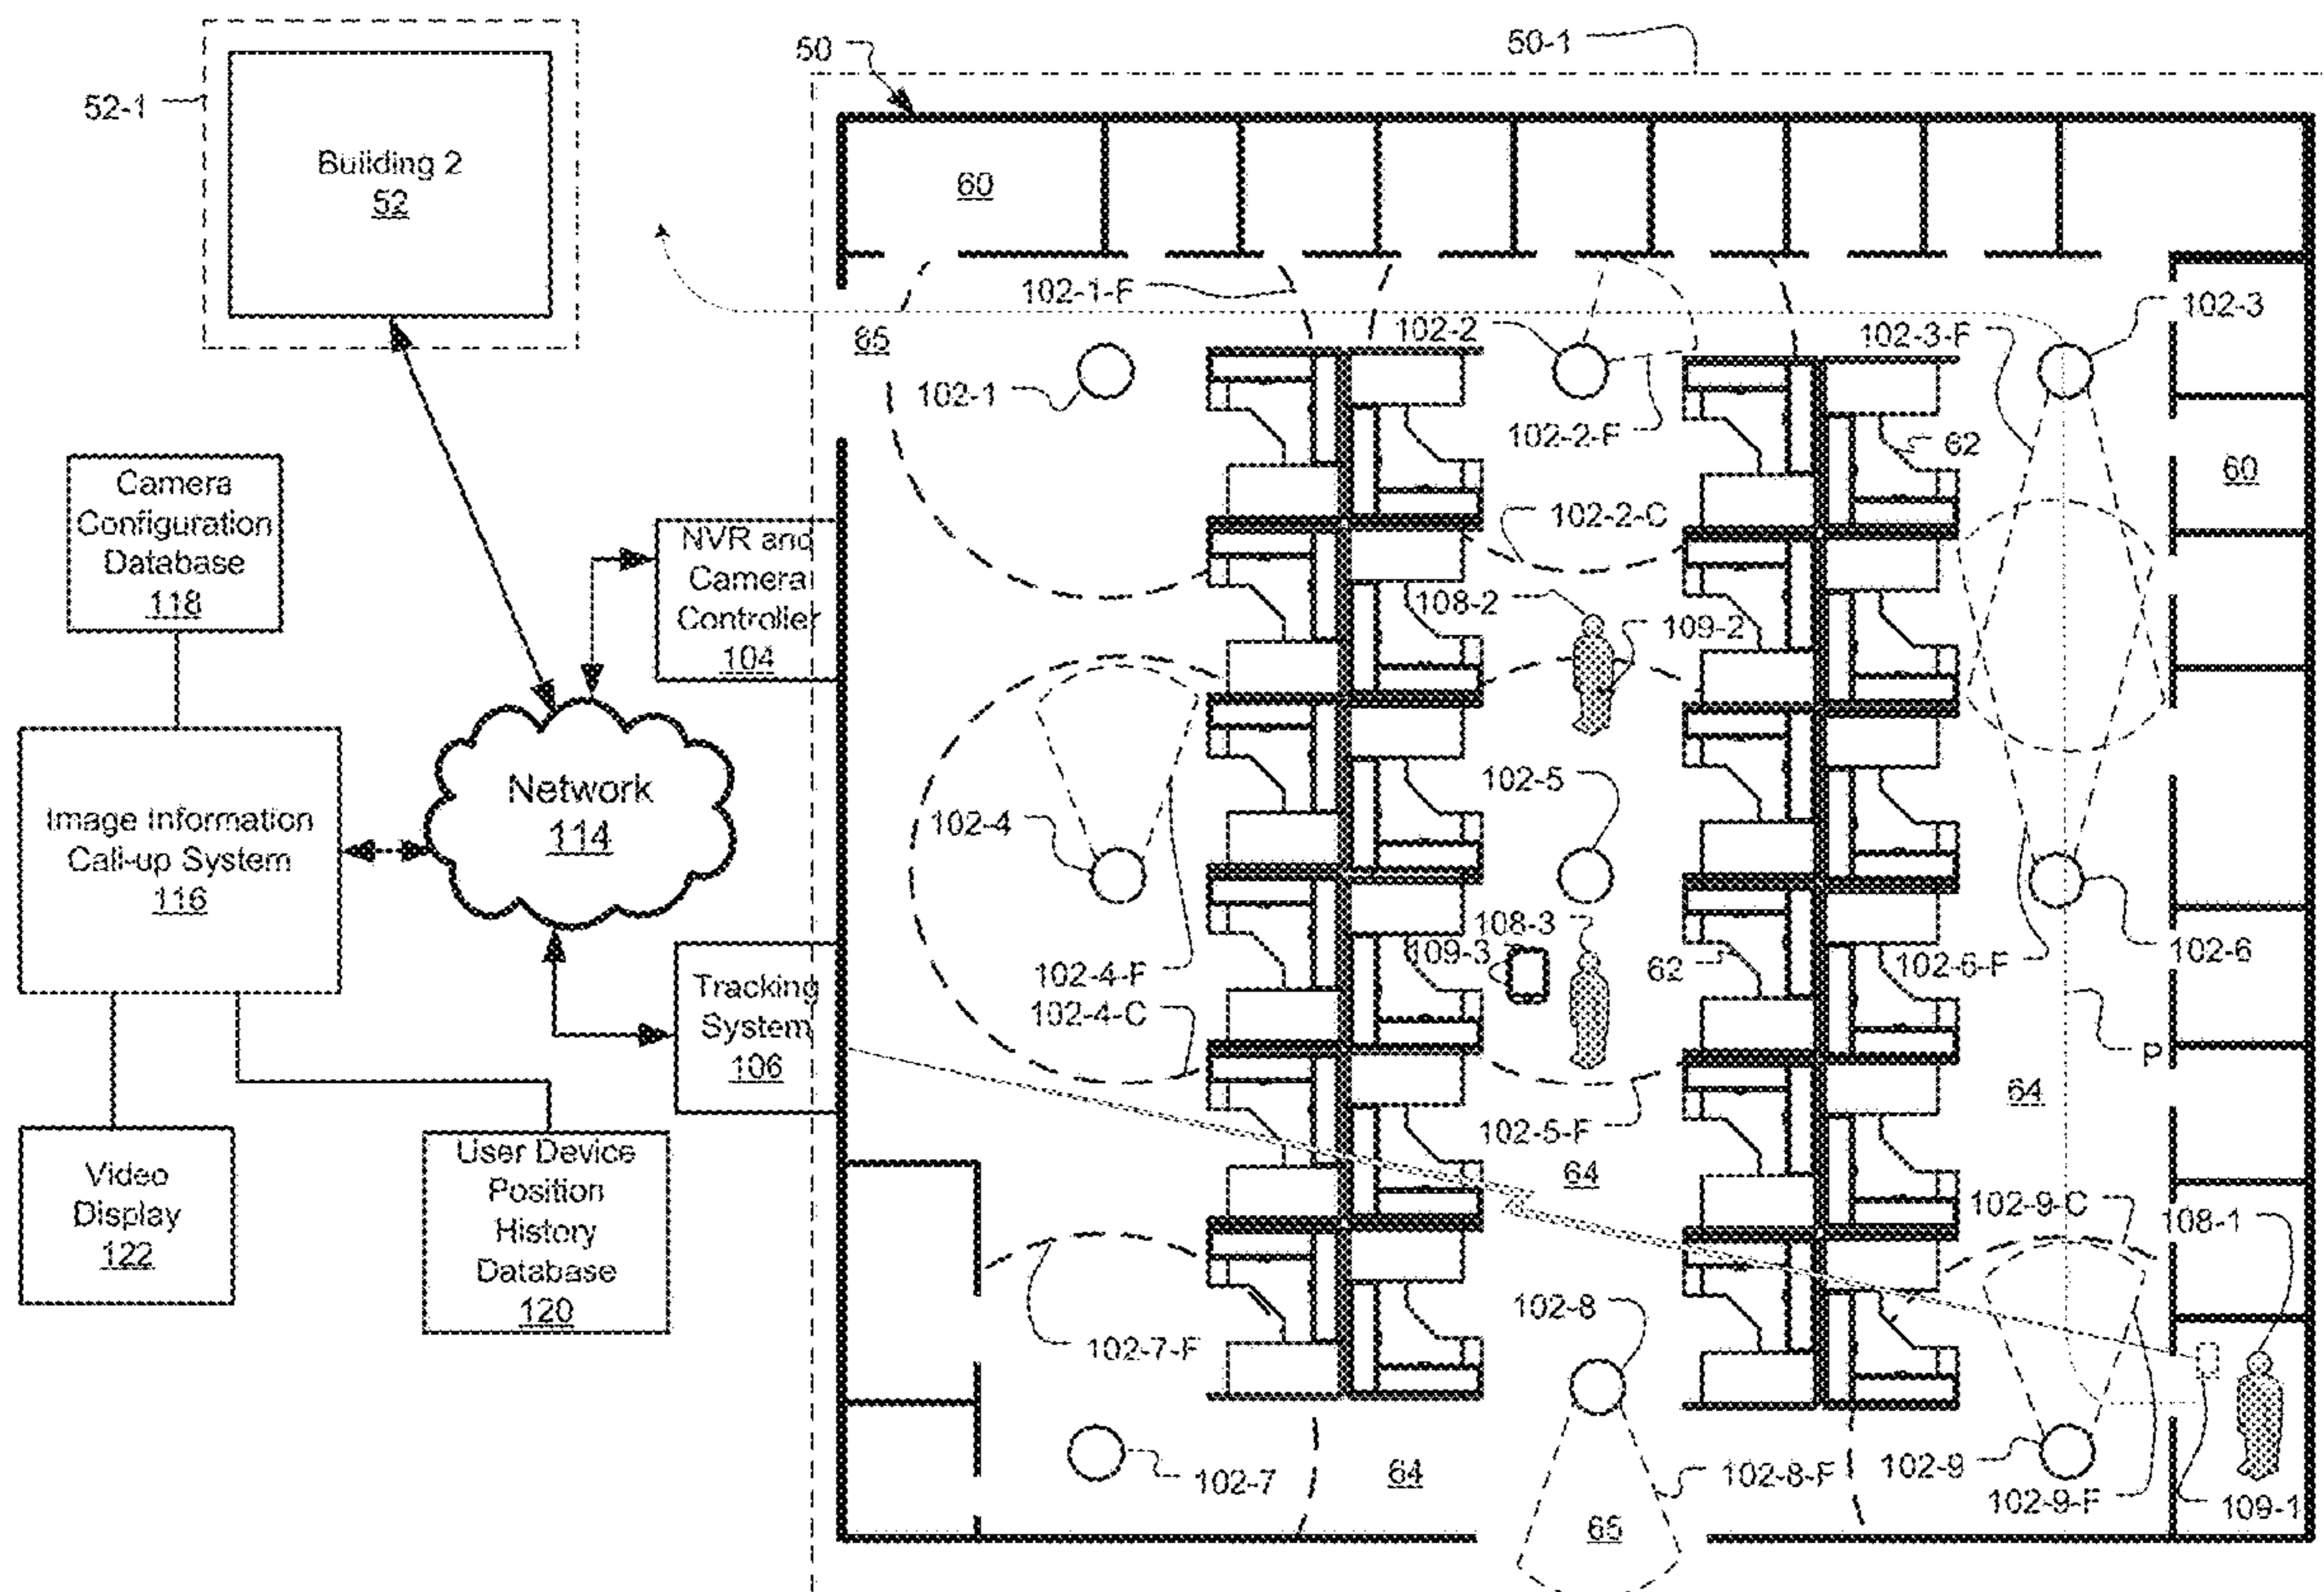 50
50-1
52-1
Building 2
52
60
102-1-F
102-2
102-3-F
102-3
65
102-1
102-2-F
62
60
Camera
Configuration
Database
118
NVR and
Camera
Controller
104
102-2-C
108-2
109-2
Network
114
102-5
Image Information
Call-up System
116
102-4
108-3
109-3
102-4-F
62
102-6-F
102-6
Tracking
System
106
102-4-C
P
64
102-5-F
64
User Device
Position
History
Database
120
Video
Display
122
102-9-C
108-1
102-8
102-7-F
102-7
64
102-8-F
102-9
102-9-F
109-1
65